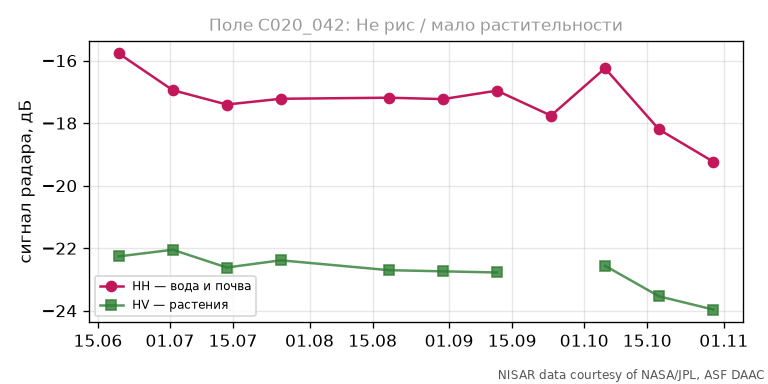 Поле C020_042: Не рис / мало растительности
сигнал радара, дБ
−16
−18
−20
−22
−24
HH — вода и почва
HV — растения
15.06 01.07 15.07 01.08 15.08 01.09 15.09 01.10 15.10 01.11
NISAR data courtesy of NASA/JPL, ASF DAAC